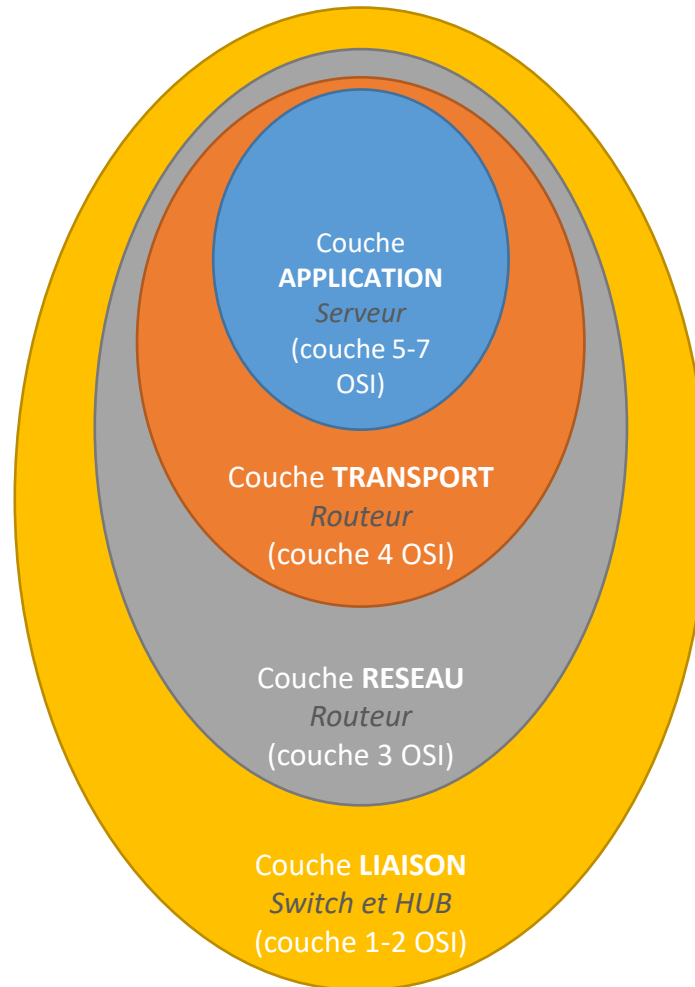 Couche
APPLICATION
Serveur
(couche 5-7
OSI)
Couche TRANSPORT
Routeur
(couche 4 OSI)
Couche RESEAU
Routeur
(couche 3 OSI)
Couche LIAISON
Switch et HUB
(couche 1-2 OSI)